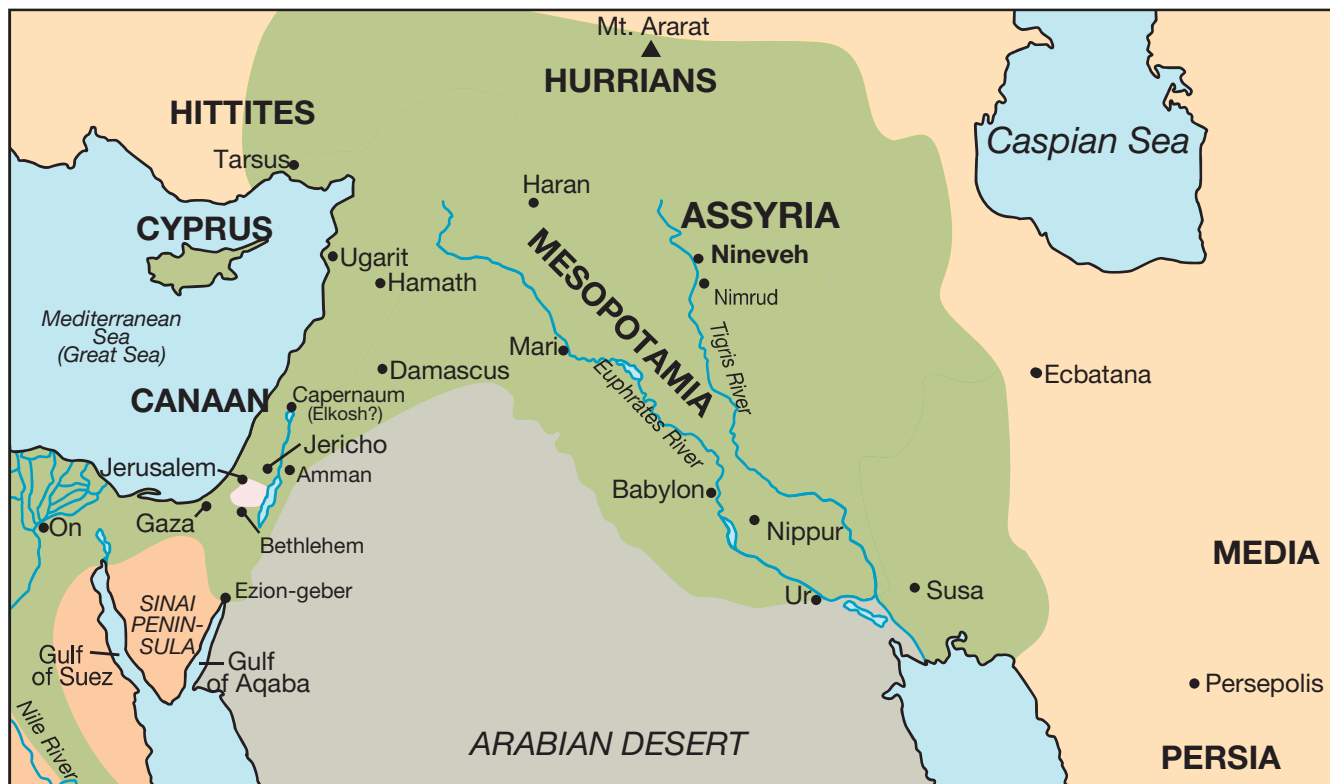 Mt. Ararat
HURRIANS
HITTITES
Caspian Sea
Tarsus
Haran
ASSYRIA
CYPRUS
MESOPOTAMIA
Nineveh
Ugarit
Hamath
Nimrud
Mediterranean
Sea
(Great Sea)
Tigris River
Mari
Euphrates River
Damascus
Ecbatana
CANAAN
Capernaum
(Elkosh?)
Jericho
Jerusalem
Amman
Babylon
Gaza
On
Nippur
Bethlehem
MEDIA
Ezion-geber
Ur
Susa
SINAI
PENIN-
SULA
Gulf
of Suez
Gulf
of Aqaba
Persepolis
Nile River
ARABIAN DESERT
PERSIA